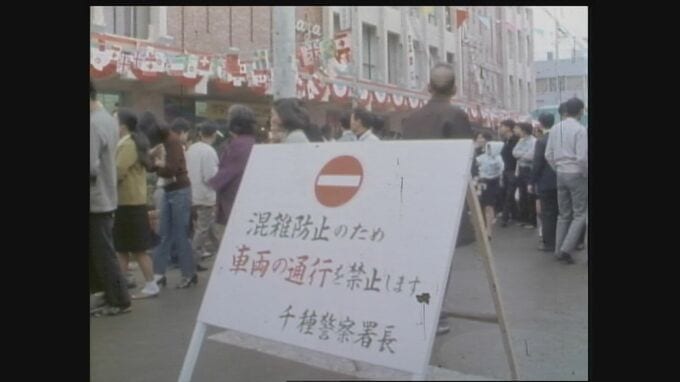 混雑防止のため
車両の通行を禁止します
千種警察署長